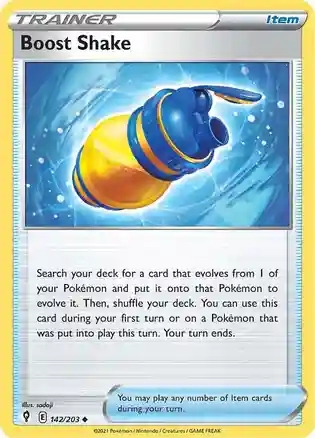 TRAINER Item
Boost Shake
Search your deck for a card that evolves from 1 of
your Pokémon and put it onto that Pokémon to
evolve it. Then, shuffle your deck. You can use this
card during your first turn or on a Pokémon that
was put into play this turn. Your turn ends.
illus. sadaji
E 142/203
You may play any number of Item cards
during your turn.
©2021 Pokémon / Nintendo / Creatures / GAME FREAK